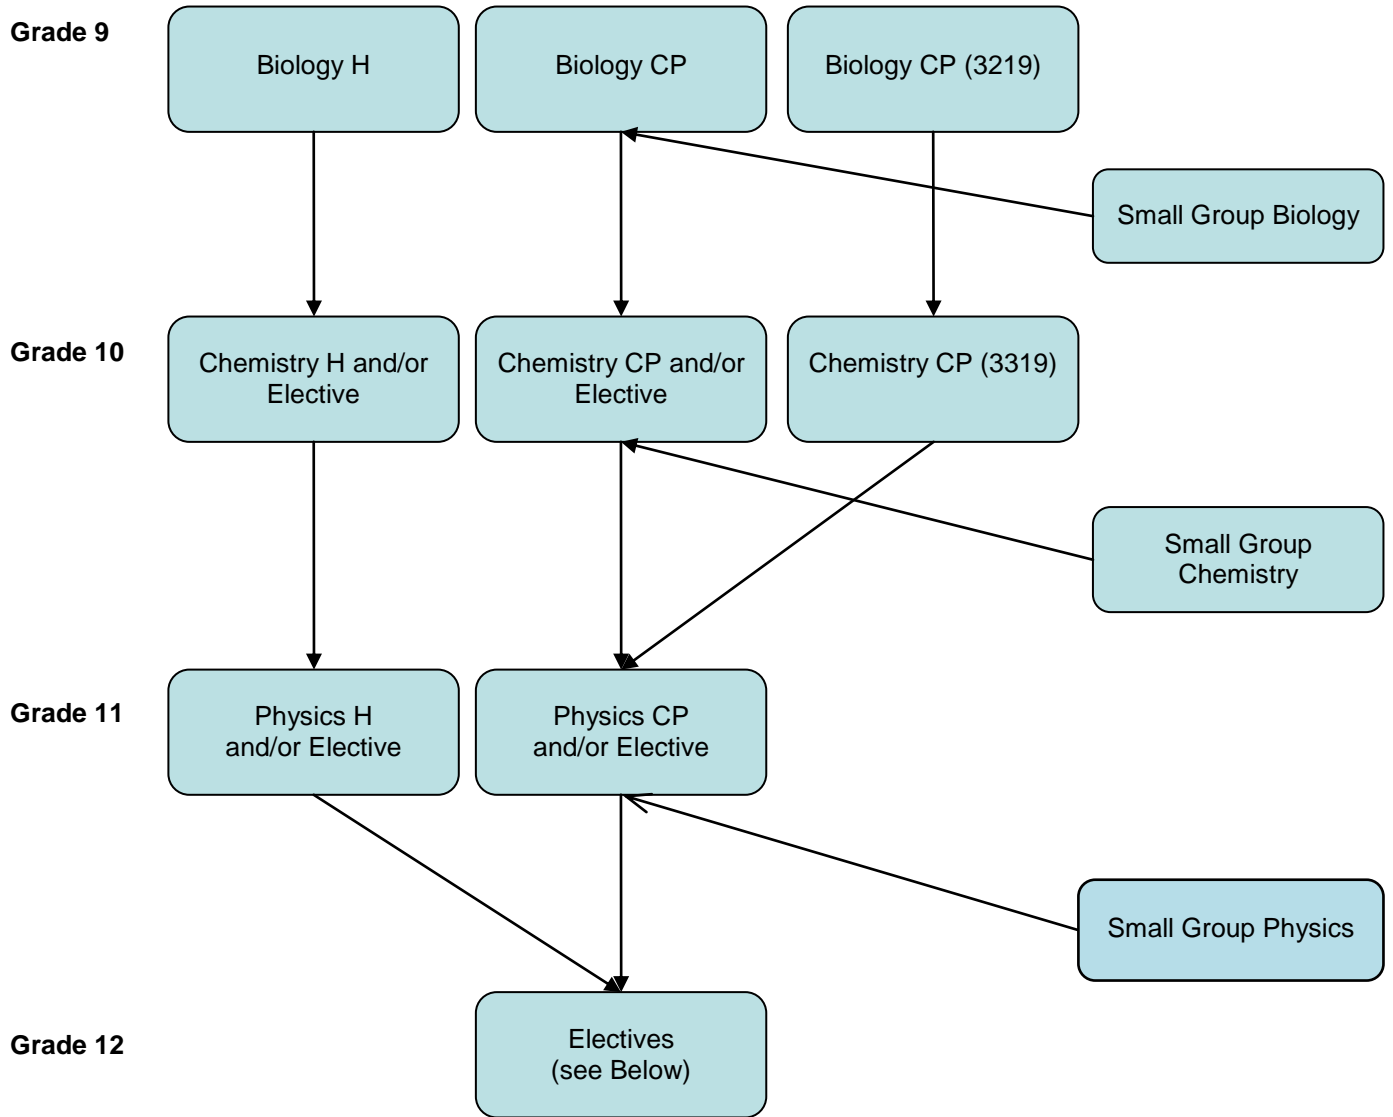 Grade 9
Biology H
Biology CP
Biology CP (3219)
Small Group Biology
Grade 10
Chemistry H and/or
Elective
Chemistry CP and/or
Elective
Chemistry CP (3319)
Small Group
Chemistry
Grade 11
Physics H
and/or Elective
Physics CP
and/or Elective
Small Group Physics
Grade 12
Electives
(see Below)